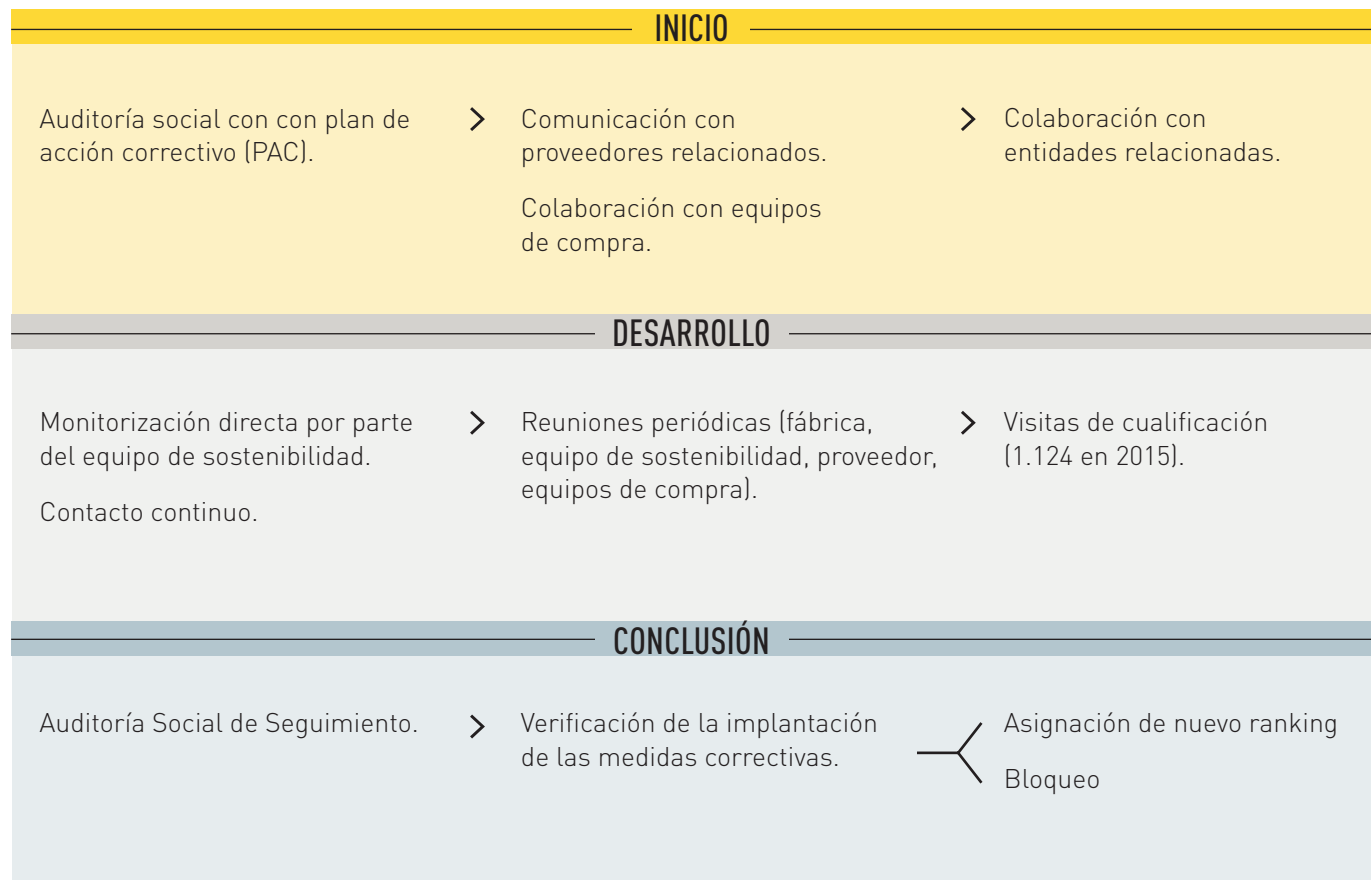 INICIO
Auditoría social con con plan de
acción correctivo (PAC).
Comunicación con
proveedores relacionados.
Colaboración con equipos
de compra.
Colaboración con
entidades relacionadas.
DESARROLLO
Monitorización directa por parte
del equipo de sostenibilidad.
Contacto continuo.
Reuniones periódicas (fábrica,
equipo de sostenibilidad, proveedor,
equipos de compra).
Visitas de cualificación
(1.124 en 2015).
CONCLUSIÓN
Auditoría Social de Seguimiento.
Verificación de la implantación
de las medidas correctivas.
Asignación de nuevo ranking
Bloqueo